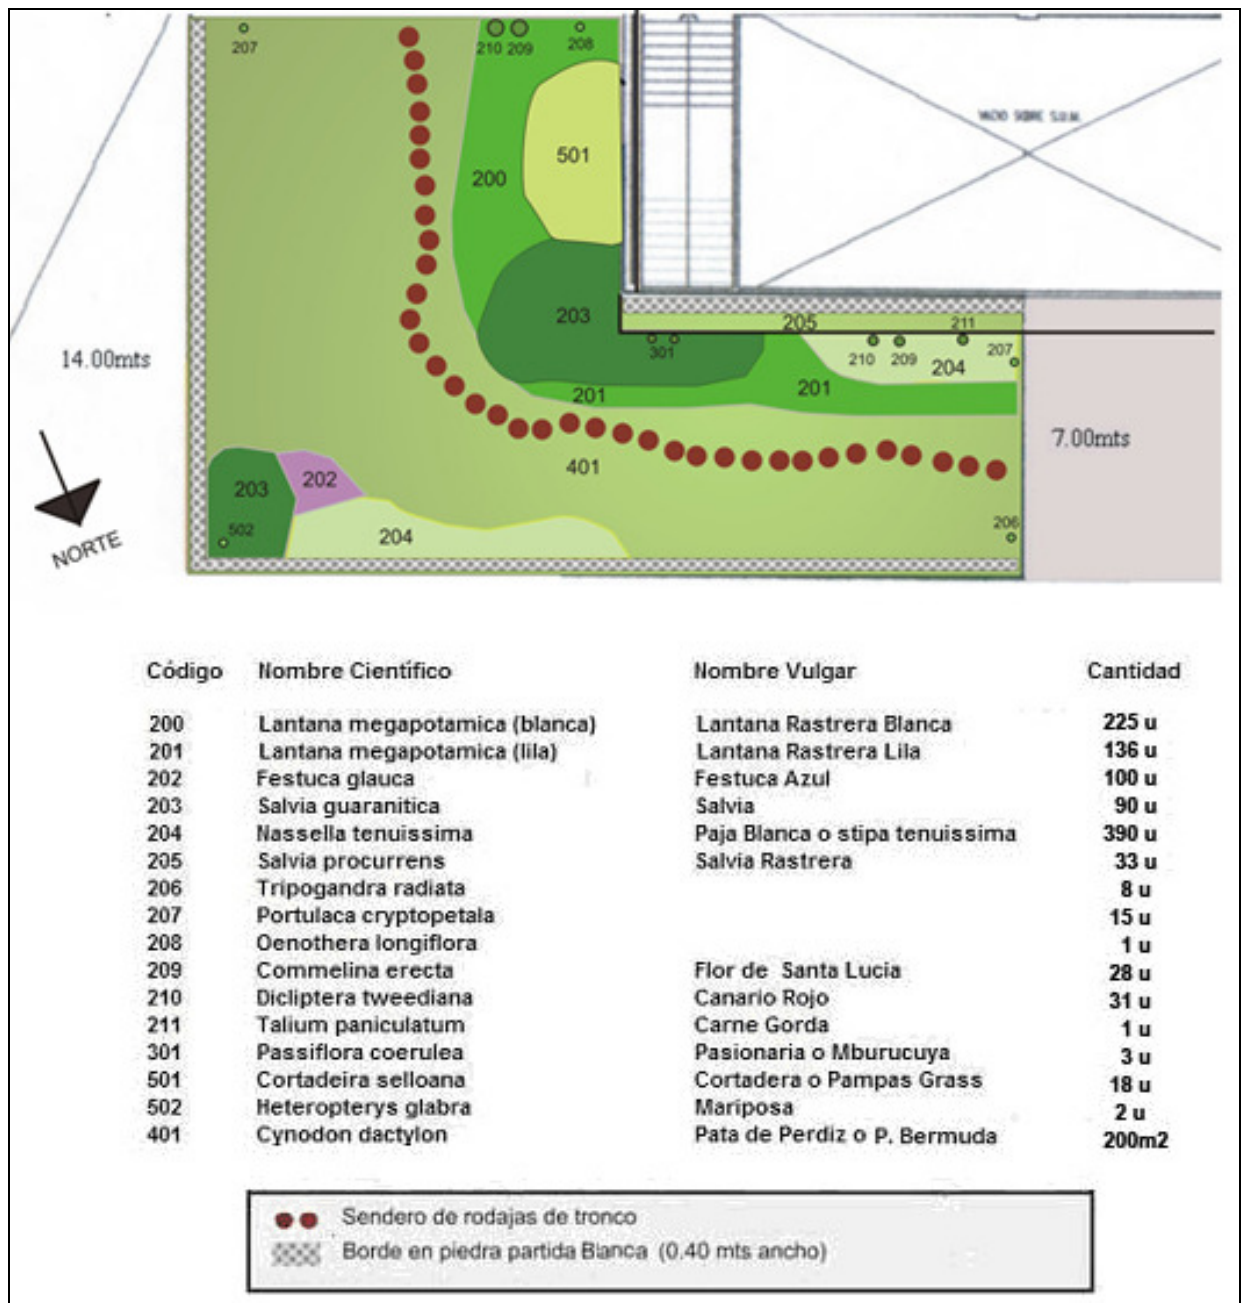 207
210 209
208
VACIO SOBRE S.U.M.
501
200
203
205
211
301
210 209
207
204
14.00mts
201
201
7.00mts
401
203
202
502
204
206
NORTE
Código Nombre Científico Nombre Vulgar Cantidad
200 Lantana megapotamica (blanca) Lantana Rastrera Blanca 225 u
201 Lantana megapotamica (lila) Lantana Rastrera Lila 136 u
202 Festuca glauca Festuca Azul 100 u
203 Salvia guaranitica Salvia 90 u
204 Nassella tenuissima Paja Blanca o stipa tenuissima 390 u
205 Salvia procurrens Salvia Rastrera 33 u
206 Tripogandra radiata 8 u
207 Portulaca cryptopetala 15 u
208 Oenothera longiflora 1 u
209 Commelina erecta Flor de Santa Lucia 28 u
210 Dicliptera tweediana Canario Rojo 31 u
211 Talium paniculatum Carne Gorda 1 u
301 Passiflora coerulea Pasionaria o Mburucuya 3 u
501 Cortadeira selloana Cortadera o Pampas Grass 18 u
502 Heteropterys glabra Mariposa 2 u
401 Cynodon dactylon Pata de Perdiz o P. Bermuda 200m2
Sendero de rodajas de tronco
Borde en piedra partida Blanca (0.40 mts ancho)